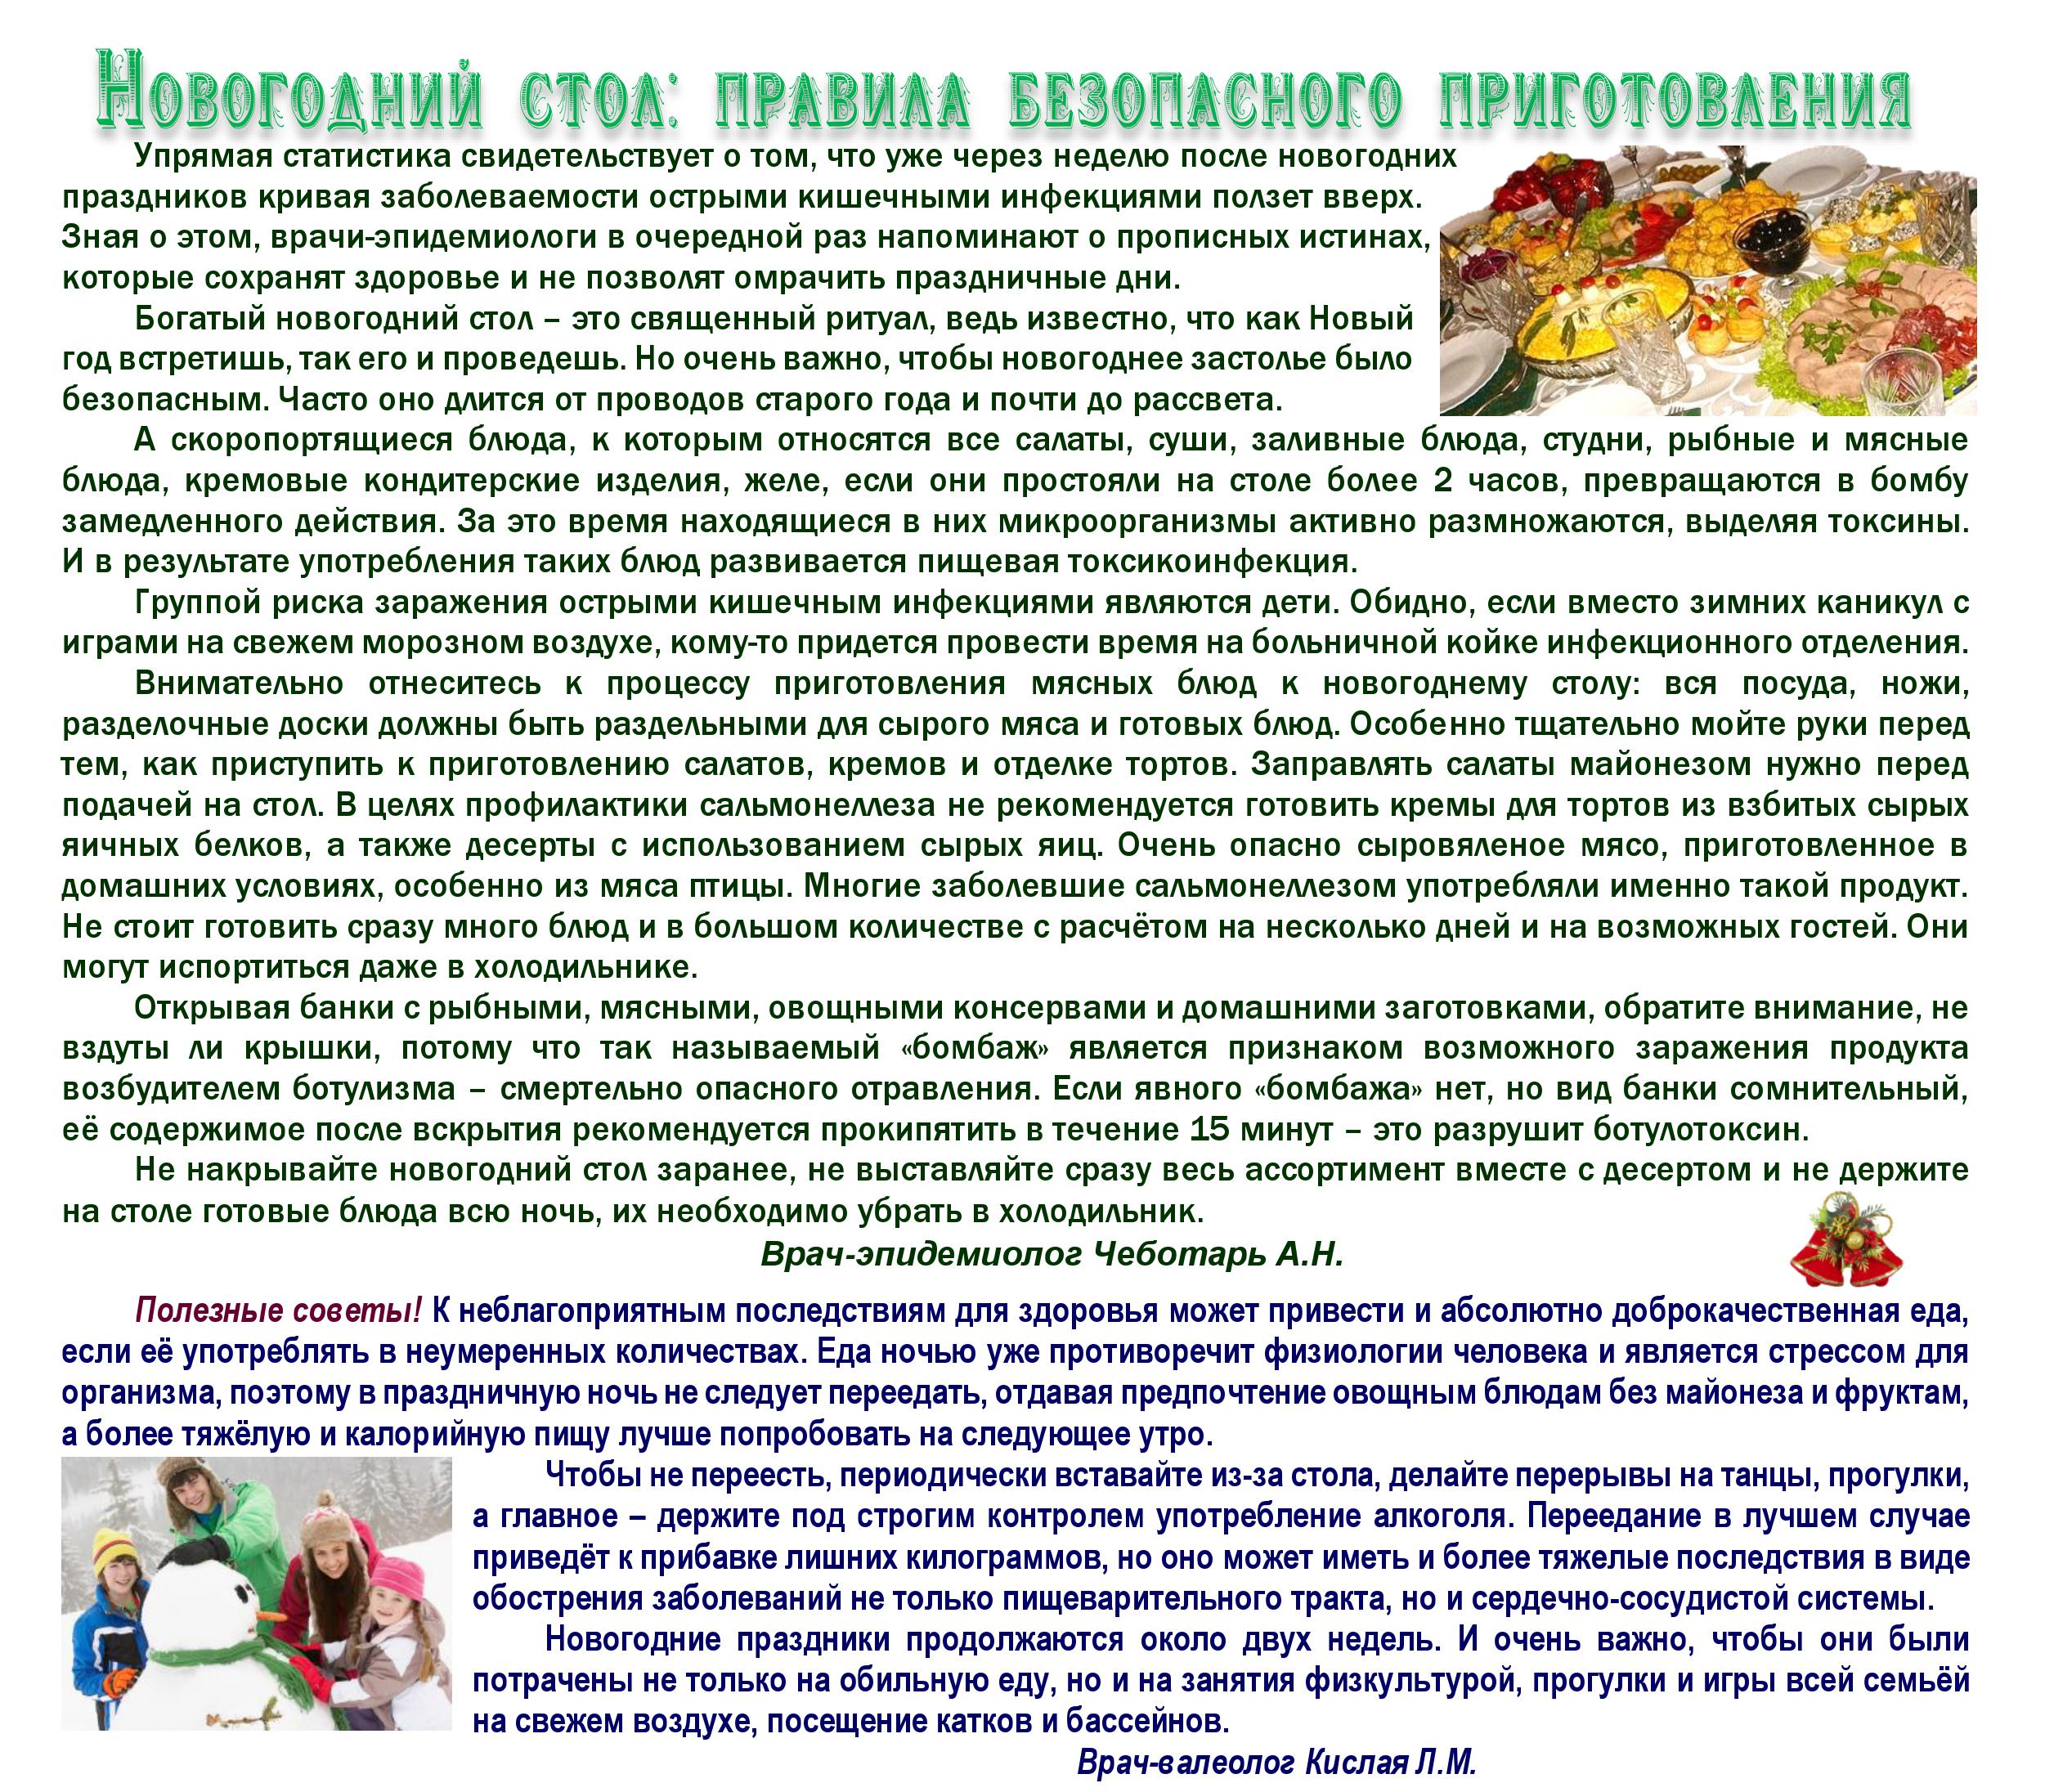 Новогодний стол: правила безопасного приготовления
Упрямая статистика свидетельствует о том, что уже через неделю после новогодних
праздников кривая заболеваемости острыми кишечными инфекциями ползет вверх.
Зная о этом, врачи-эпидемиологи в очередной раз напоминают о прописных истинах,
которые сохранят здоровье и не позволят омрачить праздничные дни.
Богатый новогодний стол – это священный ритуал, ведь известно, что как Новый
год встретишь, так его и проведешь. Но очень важно, чтобы новогоднее застолье было
безопасным. Часто оно длится от проводов старого года и почти до рассвета.
А скоропортящиеся блюда, к которым относятся все салаты, суши, заливные блюда, студни, рыбные и мясные
блюда, кремовые кондитерские изделия, желе, если они простояли на столе более 2 часов, превращаются в бомбу
замедленного действия. За это время находящиеся в них микроорганизмы активно размножаются, выделяя токсины.
И в результате употребления таких блюд развивается пищевая токсикоинфекция.
Группой риска заражения острыми кишечным инфекциями являются дети. Обидно, если вместо зимних каникул с
играми на свежем морозном воздухе, кому-то придется провести время на больничной койке инфекционного отделения.
Внимательно отнеситесь к процессу приготовления мясных блюд к новогоднему столу: вся посуда, ножи,
разделочные доски должны быть раздельными для сырого мяса и готовых блюд. Особенно тщательно мойте руки перед
тем, как приступить к приготовлению салатов, кремов и отделке тортов. Заправлять салаты майонезом нужно перед
подачей на стол. В целях профилактики сальмонеллеза не рекомендуется готовить кремы для тортов из взбитых сырых
яичных белков, а также десерты с использованием сырых яиц. Очень опасно сыровяленое мясо, приготовленное в
домашних условиях, особенно из мяса птицы. Многие заболевшие сальмонеллезом употребляли именно такой продукт.
Не стоит готовить сразу много блюд и в большом количестве с расчётом на несколько дней и на возможных гостей. Они
могут испортиться даже в холодильнике.
Открывая банки с рыбными, мясными, овощными консервами и домашними заготовками, обратите внимание, не
вздуты ли крышки, потому что так называемый «бомбаж» является признаком возможного заражения продукта
возбудителем ботулизма – смертельно опасного отравления. Если явного «бомбажа» нет, но вид банки сомнительный,
её содержимое после вскрытия рекомендуется прокипятить в течение 15 минут – это разрушит ботулотоксин.
Не накрывайте новогодний стол заранее, не выставляйте сразу весь ассортимент вместе с десертом и не держите
на столе готовые блюда всю ночь, их необходимо убрать в холодильник.
Врач-эпидемиолог Чеботарь А.Н.
Полезные советы! К неблагоприятным последствиям для здоровья может привести и абсолютно доброкачественная еда,
если её употреблять в неумеренных количествах. Еда ночью уже противоречит физиологии человека и является стрессом для
организма, поэтому в праздничную ночь не следует переедать, отдавая предпочтение овощным блюдам без майонеза и фруктам,
а более тяжёлую и калорийную пищу лучше попробовать на следующее утро.
Чтобы не переесть, периодически вставайте из-за стола, делайте перерывы на танцы, прогулки,
а главное – держите под строгим контролем употребление алкоголя. Переедание в лучшем случае
приведёт к прибавке лишних килограммов, но оно может иметь и более тяжелые последствия в виде
обострения заболеваний не только пищеварительного тракта, но и сердечно-сосудистой системы.
Новогодние праздники продолжаются около двух недель. И очень важно, чтобы они были
потрачены не только на обильную еду, но и на занятия физкультурой, прогулки и игры всей семьёй
на свежем воздухе, посещение катков и бассейнов.
Врач-валеолог Кислая Л.М.